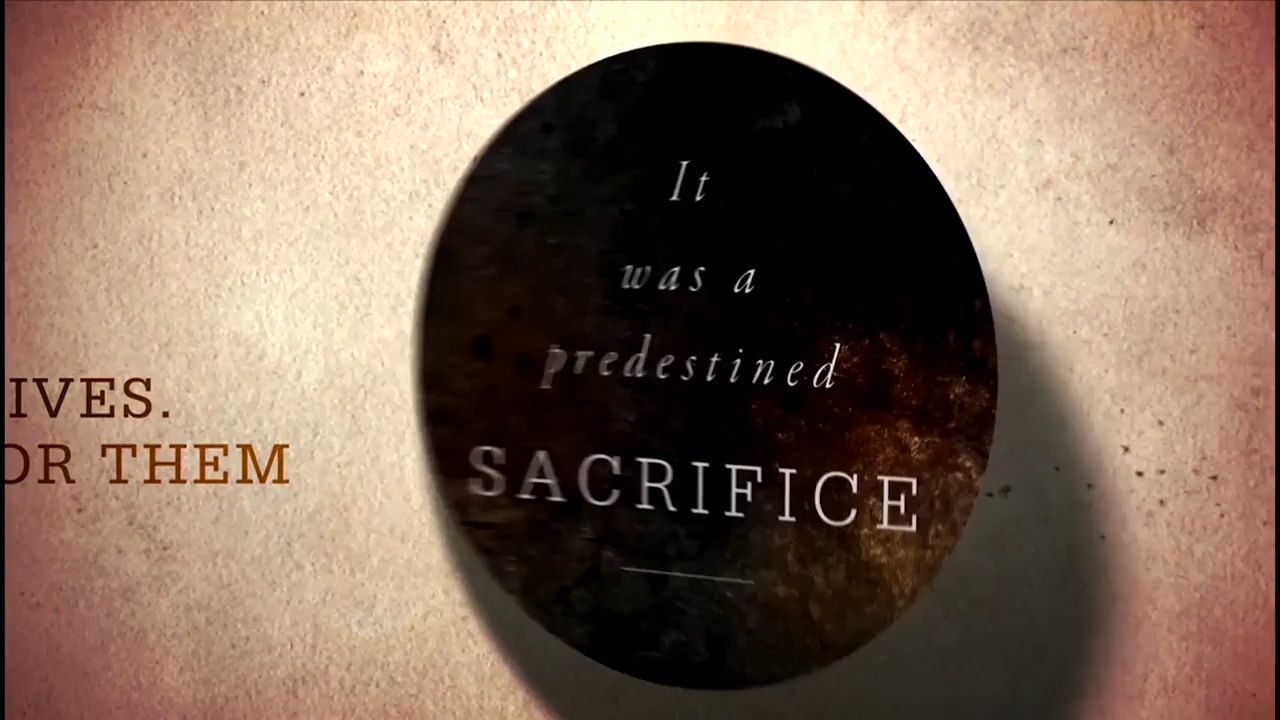 IVES.
OR THEM
It
was a
predestined
SACRIFICE